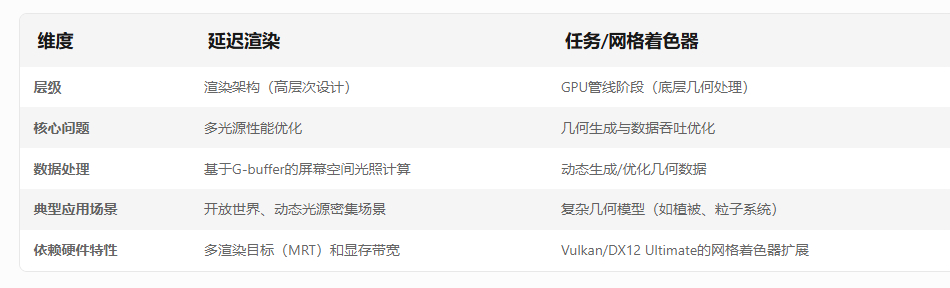 维度 延迟渲染 任务/网格着色器
层级 渲染架构（高层次设计） GPU管线阶段（底层几何处理）
核心问题 多光源性能优化 几何生成与数据吞吐优化
数据处理 基于G-buffer的屏幕空间光照计算 动态生成/优化几何数据
典型应用场景 开放世界、动态光源密集场景 复杂几何模型（如植被、粒子系统）
依赖硬件特性 多渲染目标（MRT）和显存带宽 Vulkan/DX12 Ultimate的网格着色器扩展